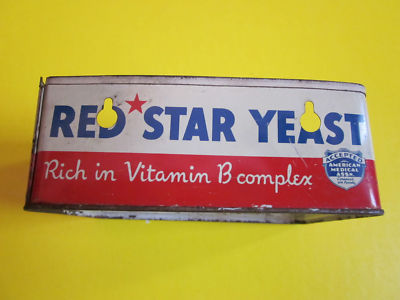 RED STAR YEAST
Rich in Vitamin B complex
ACCEPTED
AMERICAN
MEDICAL
ASSN.